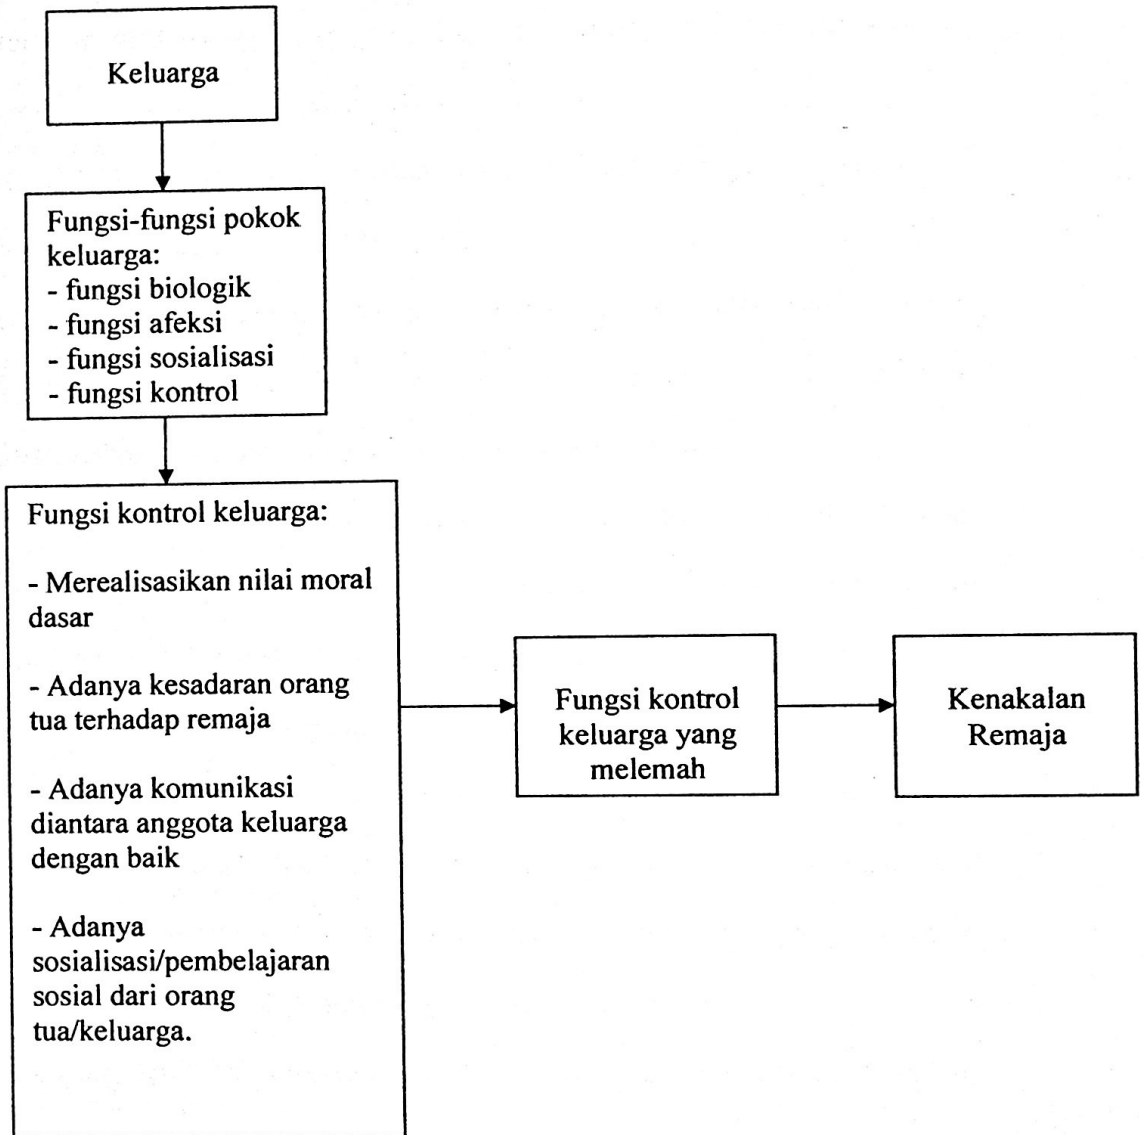 Keluarga
Fungsi-fungsi pokok
keluarga:
- fungsi biologik
- fungsi afeksi
- fungsi sosialisasi
- fungsi kontrol
Fungsi kontrol keluarga:
- Merealisasikan nilai moral
dasar
- Adanya kesadaran orang
tua terhadap remaja
- Adanya komunikasi
diantara anggota keluarga
dengan baik
- Adanya
sosialisasi/pembelajaran
sosial dari orang
tua/keluarga.
Fungsi kontrol
keluarga yang
melemah
Kenakalan
Remaja